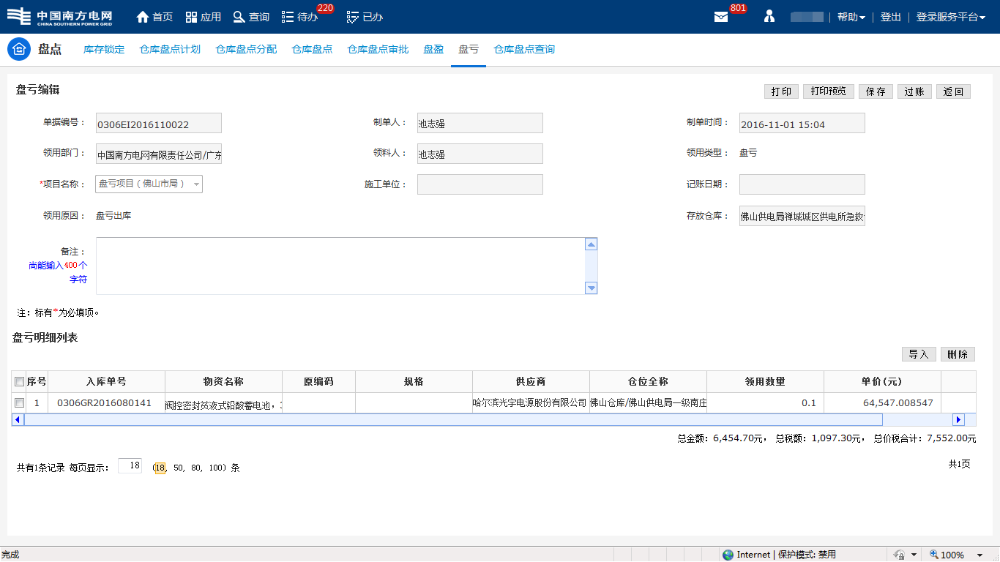 中国南方电网 CHINA SOUTHERN POWER GRID 首页 应用 查询 待办 220 已办 801 帮助 登出 登录服务平台
盘点 库存锁定 仓库盘点计划 仓库盘点分配 仓库盘点 仓库盘点审批 盘盈 盘亏 仓库盘点查询
盘亏编辑 打印 打印预览 保存 过账 返回
单据编号： 0306EI2016110022 制单人： 池志强 制单时间： 2016-11-01 15:04
领用部门： 中国南方电网有限责任公司/广东 领料人： 池志强 领用类型： 盘亏
*项目名称： 盘亏项目（佛山市局） 施工单位： 记账日期：
领用原因： 盘亏出库 存放仓库： 佛山供电局禅城城区供电所急救
备注：
尚能输入400个
字符
注：标有*为必填项。
盘亏明细列表
导入 删除
序号 入库单号 物资名称 原编码 规格 供应商 仓位全称 领用数量 单价(元)
1 0306GR2016080141 阀控密封贫液式铅酸蓄电池， 哈尔滨光宇电源股份有限公司 佛山仓库/佛山供电局一级南庄 0.1 64,547.008547
总金额：6,454.70元， 总税额：1,097.30元， 总价税合计：7,552.00元
共有1条记录 每页显示： 18 （18, 50, 80, 100）条 共1页
完成 Internet | 保护模式: 禁用 100%